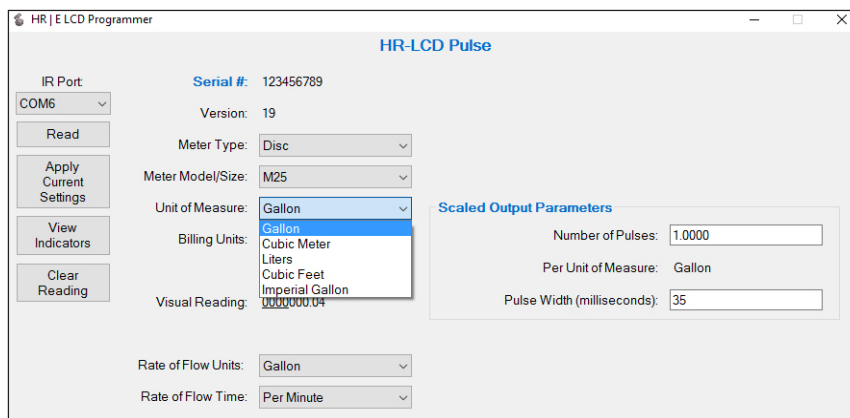 HR | E LCD Programmer
HR-LCD Pulse
IR Port:
COM6
Read
Apply
Current
Settings
View
Indicators
Clear
Reading
Serial #: 123456789
Version: 19
Meter Type: Disc
Meter Model/Size: M25
Unit of Measure: Gallon
Gallon
Cubic Meter
Liters
Cubic Feet
Imperial Gallon
Billing Units:
Visual Reading: 0000000.04
Rate of Flow Units: Gallon
Rate of Flow Time: Per Minute
Scaled Output Parameters
Number of Pulses: 1.0000
Per Unit of Measure: Gallon
Pulse Width (milliseconds): 35